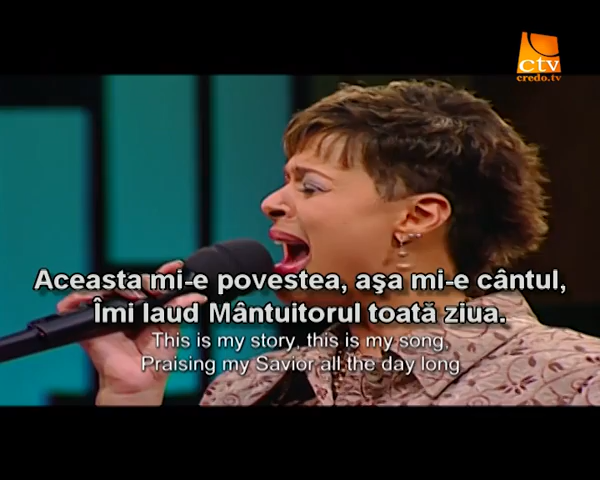 ctv
credo.tv
Aceasta mi-e povestea, aşa mi-e cântul,
Îmi laud Mântuitorul toată ziua.
This is my story, this is my song,
Praising my Savior all the day long